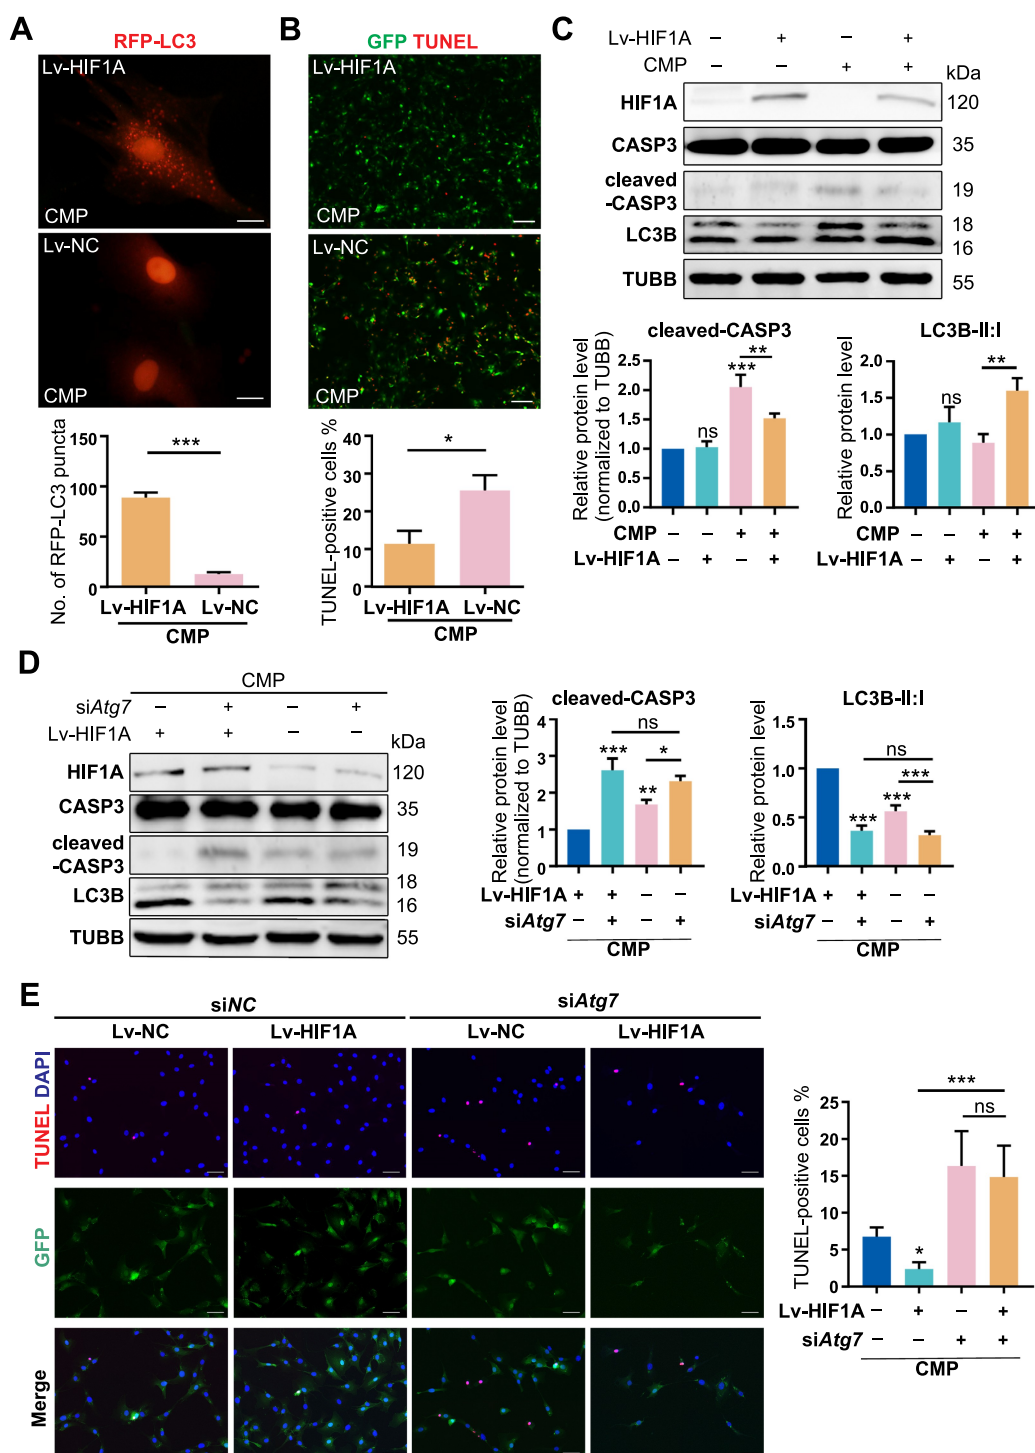 A
RFP-LC3
Lv-HIF1A
CMP
Lv-NC
CMP
No. of RFP-LC3 puncta
150
100
50
0
***
Lv-HIF1A Lv-NC
CMP
B
GFP TUNEL
Lv-HIF1A
CMP
Lv-NC
CMP
TUNEL-positive cells %
40
30
20
10
0
*
Lv-HIF1A Lv-NC
CMP
C
Lv-HIF1A – + – +
CMP – – + +
kDa
HIF1A 120
CASP3 35
cleaved
-CASP3 19
LC3B 18
16
TUBB 55
cleaved-CASP3
Relative protein level
(normalized to TUBB)
2.5
2.0
1.5
1.0
0.5
0.0
ns
***
**
CMP – – + +
Lv-HIF1A – + – +
LC3B-II:I
Relative protein level
2.0
1.5
1.0
0.5
0.0
ns
**
CMP – – + +
Lv-HIF1A – + – +
D
CMP
siAtg7 – + – +
Lv-HIF1A + + – –
kDa
HIF1A 120
CASP3 35
cleaved
-CASP3 19
LC3B 18
16
TUBB 55
cleaved-CASP3
Relative protein level
(normalized to TUBB)
4
3
2
1
0
ns
***
*
**
Lv-HIF1A + + – –
siAtg7 – + – +
CMP
LC3B-II:I
Relative protein level
1.0
0.5
0.0
ns
***
***
***
Lv-HIF1A + + – –
siAtg7 – + – +
CMP
E
siNC siAtg7
Lv-NC Lv-HIF1A Lv-NC Lv-HIF1A
TUNEL DAPI
GFP
Merge
TUNEL-positive cells %
25
20
15
10
5
0
***
ns
*
Lv-HIF1A – + – +
siAtg7 – – + +
CMP